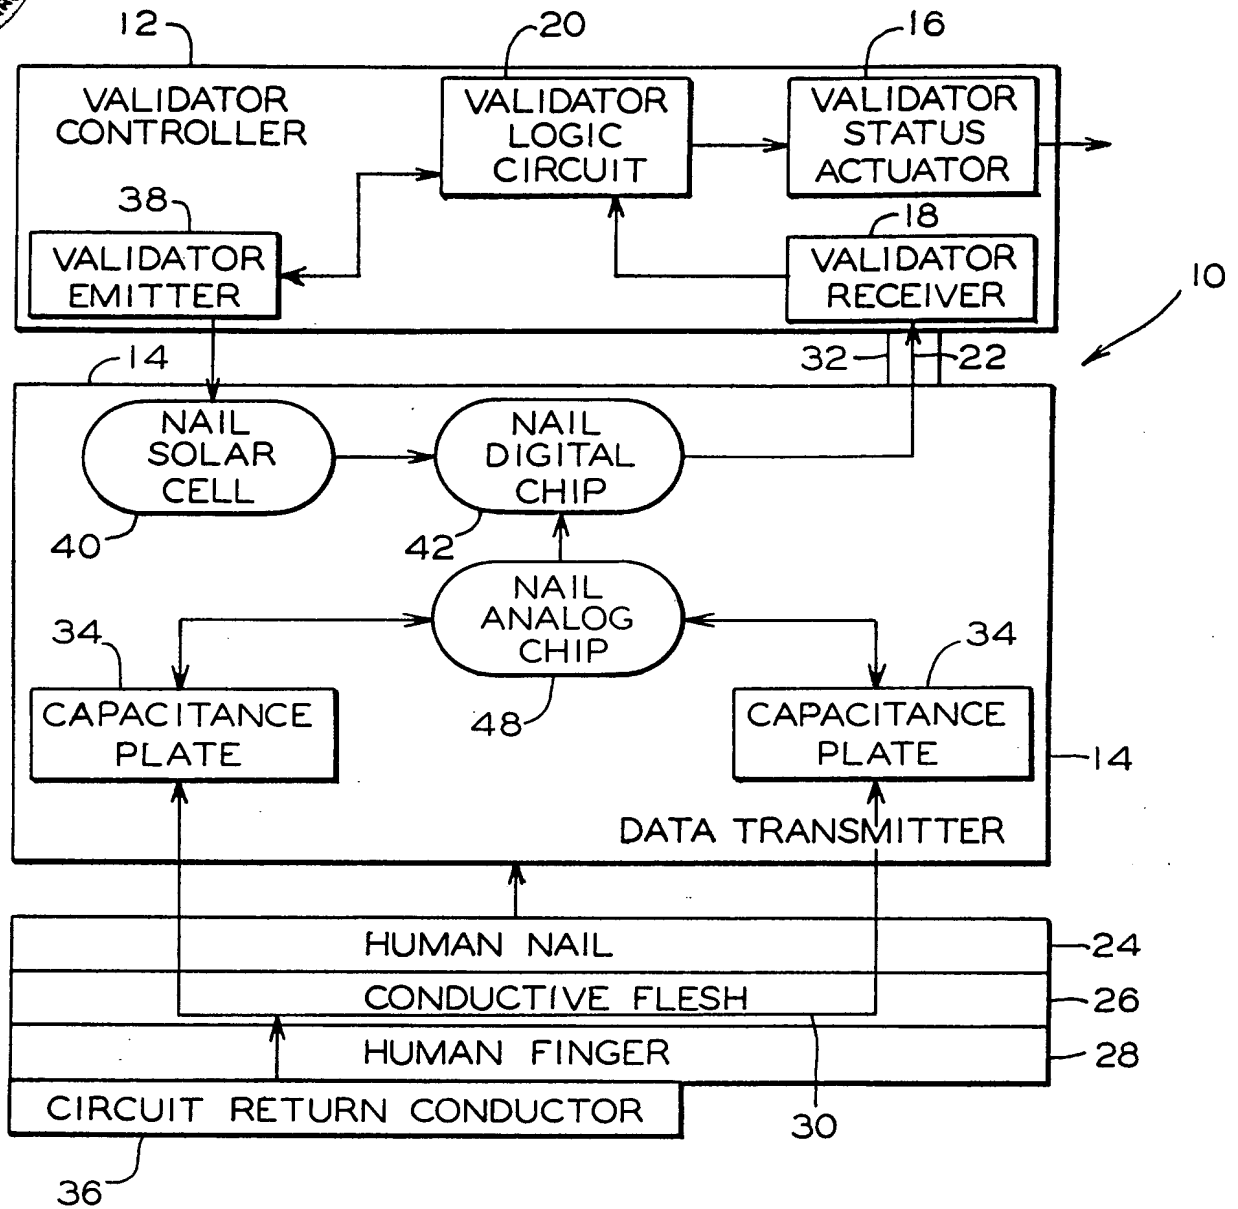 12
20
16
VALIDATOR
CONTROLLER
VALIDATOR
LOGIC
CIRCUIT
VALIDATOR
STATUS
ACTUATOR
38
18
VALIDATOR
EMITTER
VALIDATOR
RECEIVER
10
14
32
22
NAIL
SOLAR
CELL
NAIL
DIGITAL
CHIP
40
42
NAIL
ANALOG
CHIP
34
34
48
CAPACITANCE
PLATE
CAPACITANCE
PLATE
14
DATA TRANSMITTER
HUMAN NAIL
24
CONDUCTIVE FLESH
26
HUMAN FINGER
28
CIRCUIT RETURN CONDUCTOR
30
36